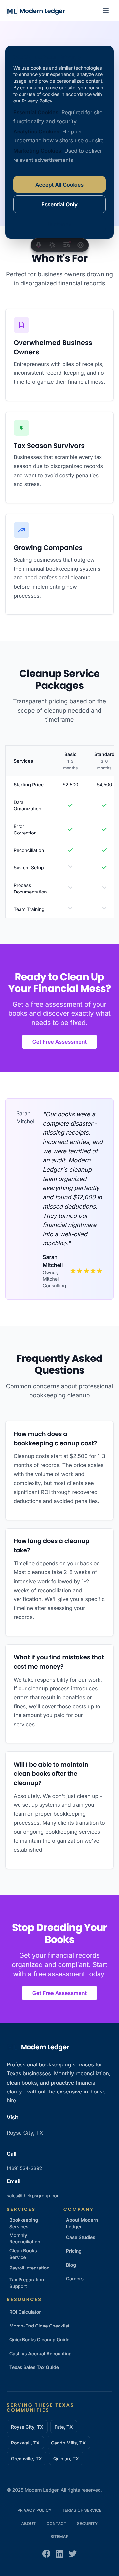 ML Modern Ledger
We use cookies and similar technologies
to enhance your browsing experience,
analyze site traffic, and personalize
content. By continuing to use our site,
you consent to our use of cookies in
accordance with our Privacy Policy.
Required for site
functionality and security
Help us
understand how visitors use our site
Used to deliver
relevant advertisements
Accept All Cookies
Essential Only
Who It's For
Perfect for business owners drowning
in disorganized financial records
Overwhelmed Business
Owners
Entrepreneurs with piles of receipts,
inconsistent record-keeping, and no
time to organize their financial mess.
$
Tax Season Survivors
Businesses that scramble every tax
season due to disorganized records
and want to avoid costly penalties
and stress.
Growing Companies
Scaling businesses that outgrew
their manual bookkeeping systems
and need professional cleanup
before implementing new
processes.
Cleanup Service
Packages
Transparent pricing based on the
scope of cleanup needed and
timeframe
Services
Basic
1-3
months
Standard
3-6
months
Starting Price $2,500 $4,500
Data
Organization
Error
Correction
Reconciliation
System Setup
Process
Documentation
Team Training
Ready to Clean Up
Your Financial Mess?
Get a free assessment of your
books and discover exactly what
needs to be fixed.
Get Free Assessment
Sarah
Mitchell
"Our books were a
complete disaster -
missing receipts,
incorrect entries, and
we were terrified of
an audit. Modern
Ledger's cleanup
team organized
everything perfectly
and found $12,000 in
missed deductions.
They turned our
financial nightmare
into a well-oiled
machine."
Sarah
Mitchell
Owner,
Mitchell
Consulting
Frequently Asked
Questions
Common concerns about professional
bookkeeping cleanup
How much does a
bookkeeping cleanup cost?
Cleanup costs start at $2,500 for 1-3
months of records. The price scales
with the volume of work and
complexity, but most clients see
significant ROI through recovered
deductions and avoided penalties.
How long does a cleanup
take?
Timeline depends on your backlog.
Most cleanups take 2-8 weeks
of intensive work followed by 1-2
weeks of reconciliation and
verification. We'll give you a specific
timeline after assessing your
records.
What if you find mistakes that
cost me money?
We take responsibility for our work.
If our cleanup process introduces
errors that result in penalties or
fines, we'll cover those costs up to
the amount you paid for our
services.
Will I be able to maintain
clean books after the
cleanup?
Absolutely. We don't just clean up -
we set up systems and train your
team on proper bookkeeping
processes. Many clients transition to
our ongoing bookkeeping services
to maintain the organization we've
established.
Stop Dreading Your
Books
Get your financial records
organized and compliant. Start
with a free assessment today.
Get Free Assessment
Modern Ledger
Professional bookkeeping services for
Texas businesses. Monthly reconciliation,
clean books, and proactive financial
clarity—without the expensive in-house
hire.
Visit
Royse City, TX
Call
(469) 534-3392
Email
sales@thekpsgroup.com
SERVICES
Bookkeeping
Services
Monthly
Reconciliation
Clean Books
Service
Payroll Integration
Tax Preparation
Support
COMPANY
About Modern
Ledger
Case Studies
Pricing
Blog
Careers
RESOURCES
ROI Calculator
Month-End Close Checklist
QuickBooks Cleanup Guide
Cash vs Accrual Accounting
Texas Sales Tax Guide
SERVING THESE TEXAS
COMMUNITIES
Royse City, TX Fate, TX
Rockwall, TX Caddo Mills, TX
Greenville, TX Quinlan, TX
© 2025 Modern Ledger. All rights reserved.
PRIVACY POLICY TERMS OF SERVICE
ABOUT CONTACT SECURITY
SITEMAP